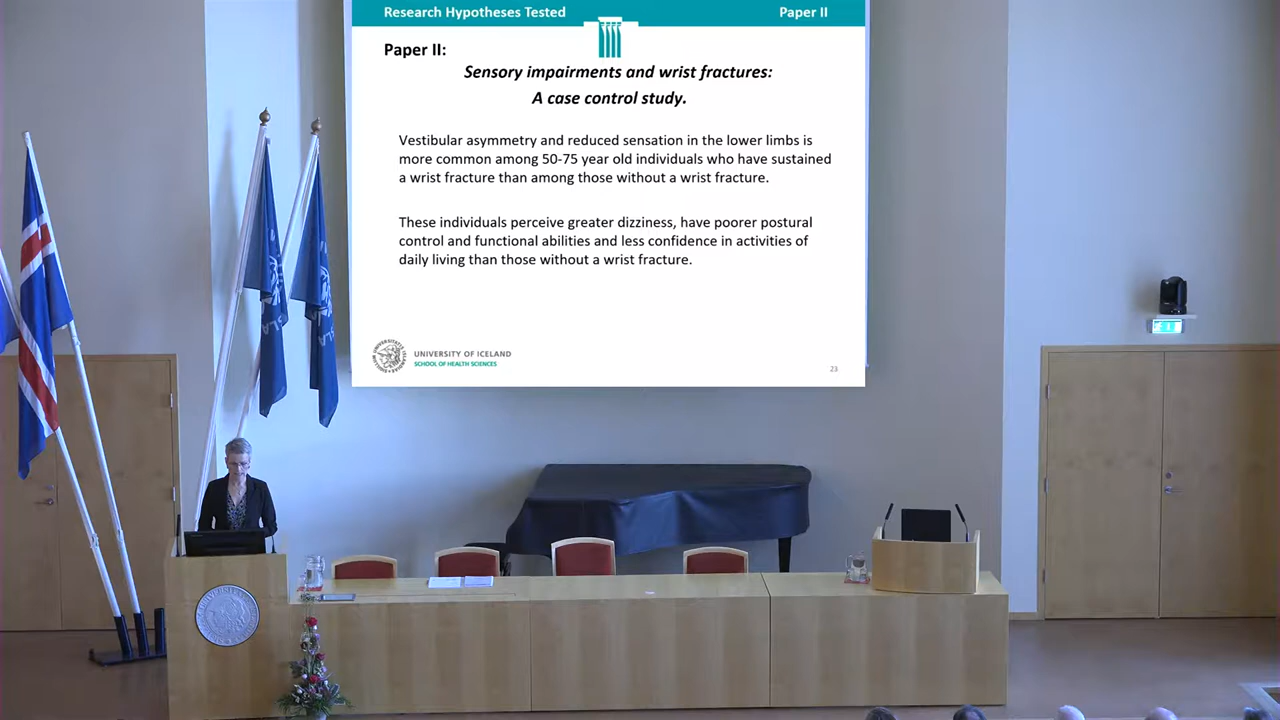 Research Hypotheses Tested
Paper II
Paper II:
Sensory impairments and wrist fractures:
A case control study.
Vestibular asymmetry and reduced sensation in the lower limbs is
more common among 50-75 year old individuals who have sustained
a wrist fracture than among those without a wrist fracture.
These individuals perceive greater dizziness, have poorer postural
control and functional abilities and less confidence in activities of
daily living than those without a wrist fracture.
UNIVERSITY OF ICELAND
SCHOOL OF HEALTH SCIENCES
23